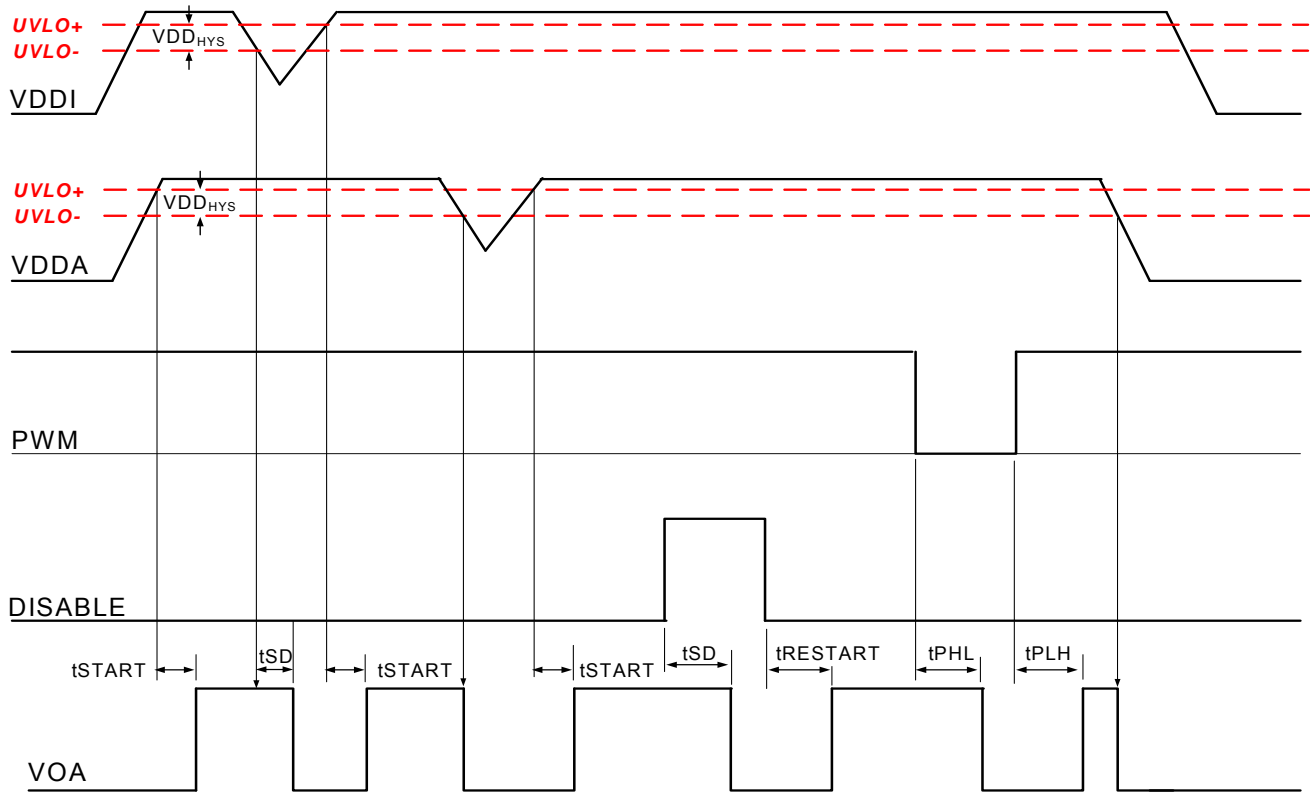 UVLO+
VDDHYS
UVLO-
VDDI
UVLO+
VDDHYS
UVLO-
VDDA
PWM
DISABLE
tSTART
tSD
tSTART
tSTART
tSD
tRESTART
tPHL
tPLH
VOA